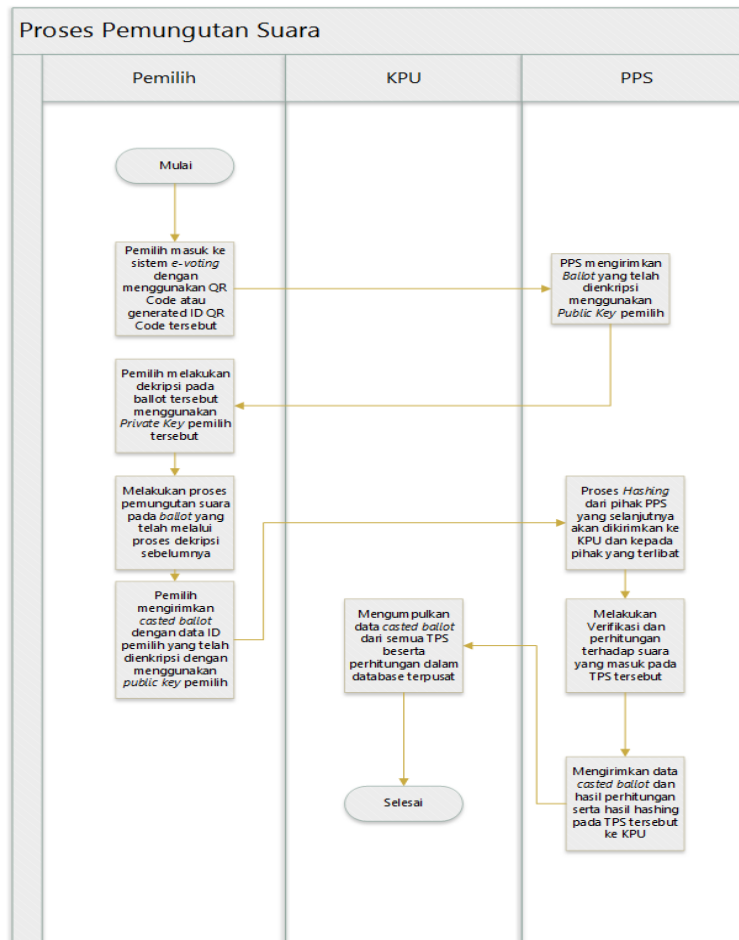 Proses Pemungutan Suara
Pemilih
KPU
PPS
Mulai
Pemilih masuk ke
sistem e-voting
dengan
menggunakan QR
Code atau
generated ID QR
Code tersebut
PPS mengirimkan
Ballot yang telah
dienkripsi
menggunakan
Public Key pemilih
Pemilih melakukan
dekripsi pada
ballot tersebut
menggunakan
Private Key pemilih
tersebut
Melakukan proses
pemungutan suara
pada ballot yang
telah melalui
proses dekripsi
sebelumnya
Pemilih
mengirimkan
casted ballot
dengan data ID
pemilih yang telah
dienkripsi dengan
menggunakan
public key pemilih
Proses Hashing
dari pihak PPS
yang selanjutnya
akan dikirimkan ke
KPU dan kepada
pihak yang terlibat
Melakukan
Verifikasi dan
perhitungan
terhadap suara
yang masuk pada
TPS tersebut
Mengirimkan data
casted ballot dan
hasil perhitungan
serta hasil hashing
pada TPS tersebut
ke KPU
Mengumpulkan
data casted ballot
dari semua TPS
beserta
perhitungan dalam
database terpusat
Selesai